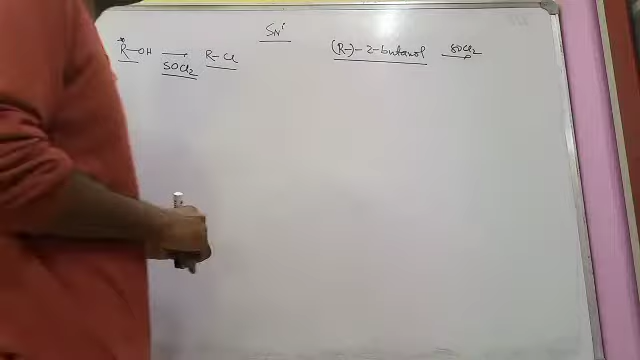 SNi
*
R-OH → R-Cl
SOCl2
(R-)-2-butanol SOCl2